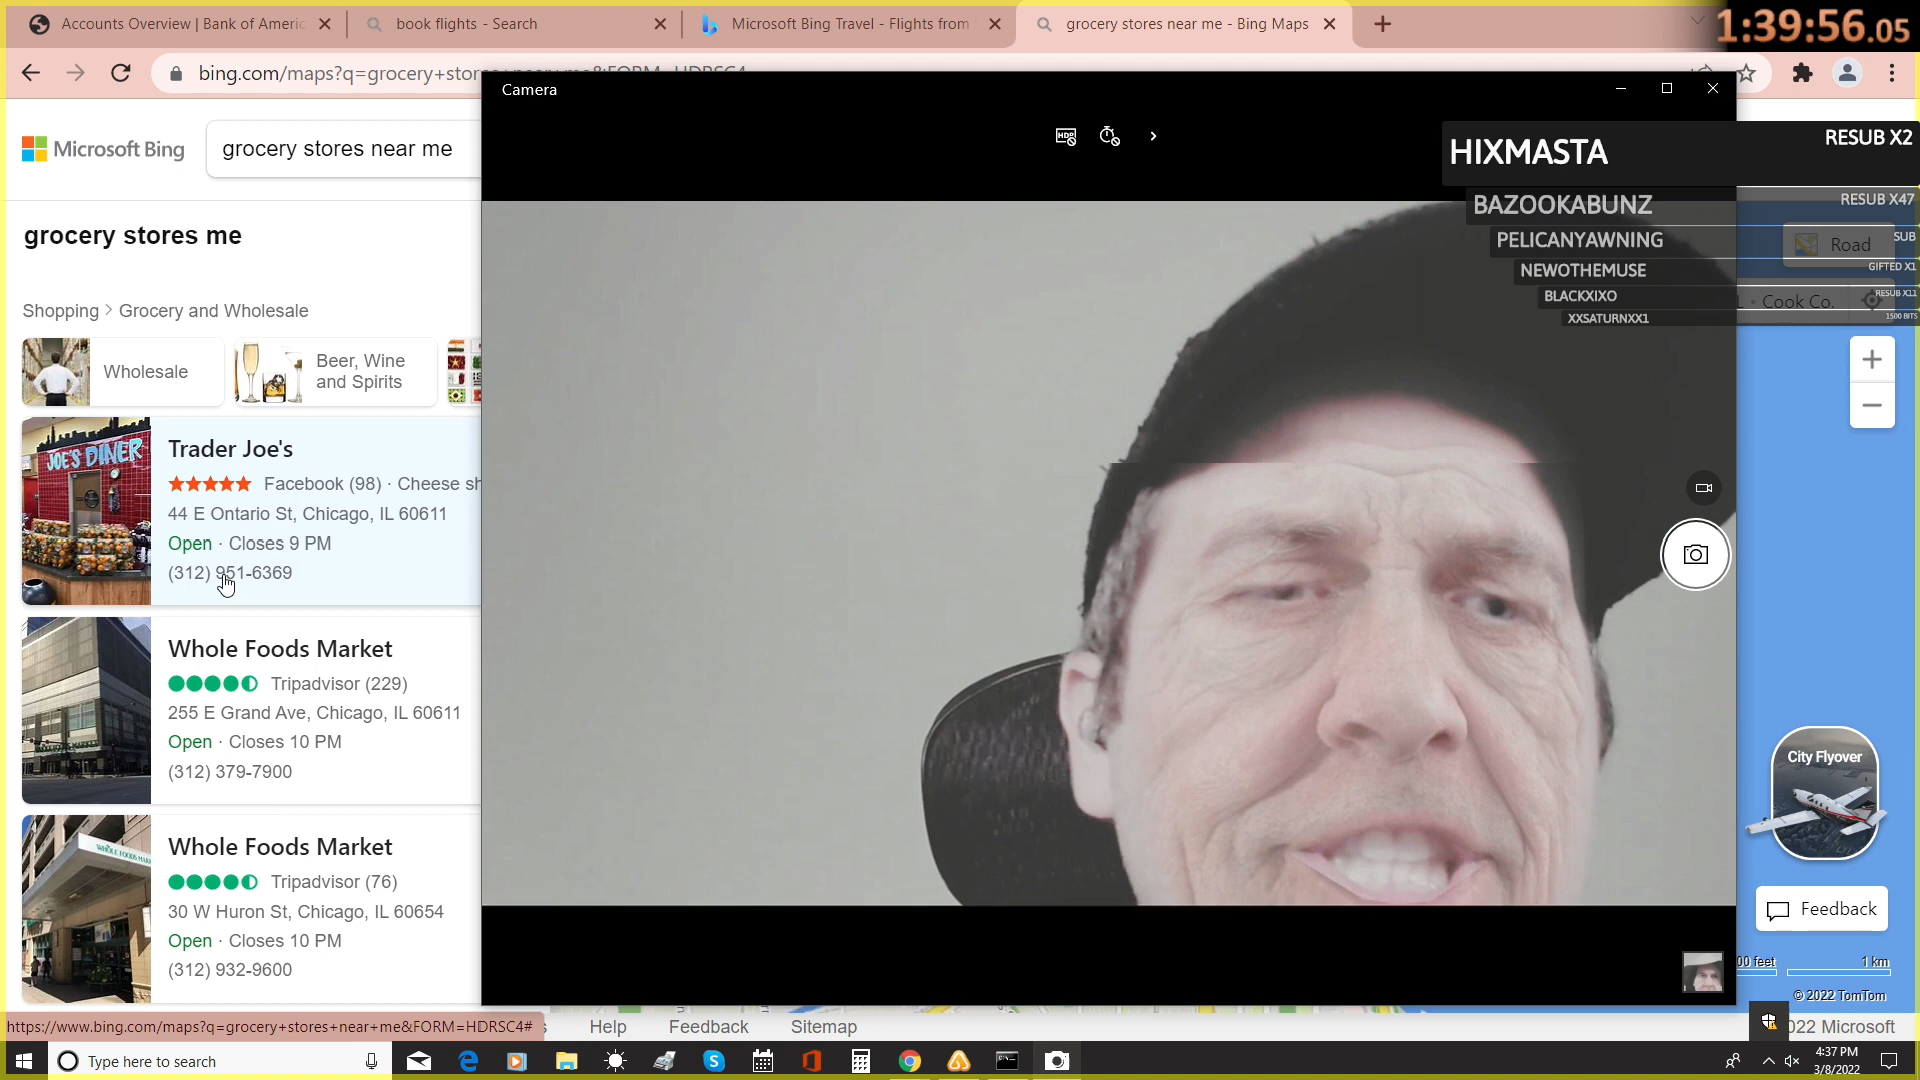 Accounts Overview | Bank of Americ
book flights - Search
Microsoft Bing Travel - Flights from
grocery stores near me - Bing Maps
1:39:56.05
Camera
Microsoft Bing
grocery stores near me
HDR
HIXMASTA RESUB X2
BAZOOKABUNZ RESUB X47
PELICANYAWNING SUB
NEWOTHEMUSE GIFTED X1
BLACKXIXO RESUB X11
XXSATURNXX1 1500 BITS
Road
Cook Co.
grocery stores me
Shopping > Grocery and Wholesale
Wholesale
Beer, Wine
and Spirits
JOE'S DINER
Trader Joe's
Facebook (98) · Cheese sh
44 E Ontario St, Chicago, IL 60611
Open · Closes 9 PM
(312) 951-6369
Whole Foods Market
Tripadvisor (229)
255 E Grand Ave, Chicago, IL 60611
Open · Closes 10 PM
(312) 379-7900
City Flyover
Whole Foods Market
Tripadvisor (76)
30 W Huron St, Chicago, IL 60654
Open · Closes 10 PM
(312) 932-9600
Feedback
00 feet
1 km
© 2022 TomTom
https://www.bing.com/maps?q=grocery+stores+near+me&FORM=HDRSC4#
Help
Feedback
Sitemap
022 Microsoft
Type here to search
4:37 PM
3/8/2022